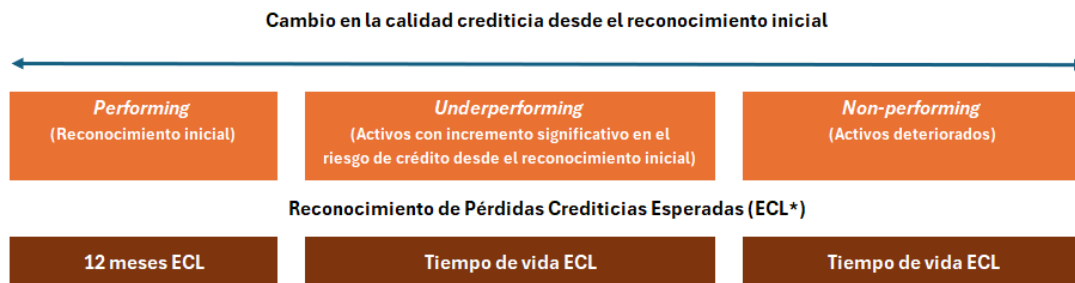 Cambio en la calidad crediticia desde el reconocimiento inicial
Performing
(Reconocimiento inicial)
Underperforming
(Activos con incremento significativo en el
riesgo de crédito desde el reconocimiento inicial)
Non-performing
(Activos deteriorados)
Reconocimiento de Pérdidas Crediticias Esperadas (ECL*)
12 meses ECL
Tiempo de vida ECL
Tiempo de vida ECL